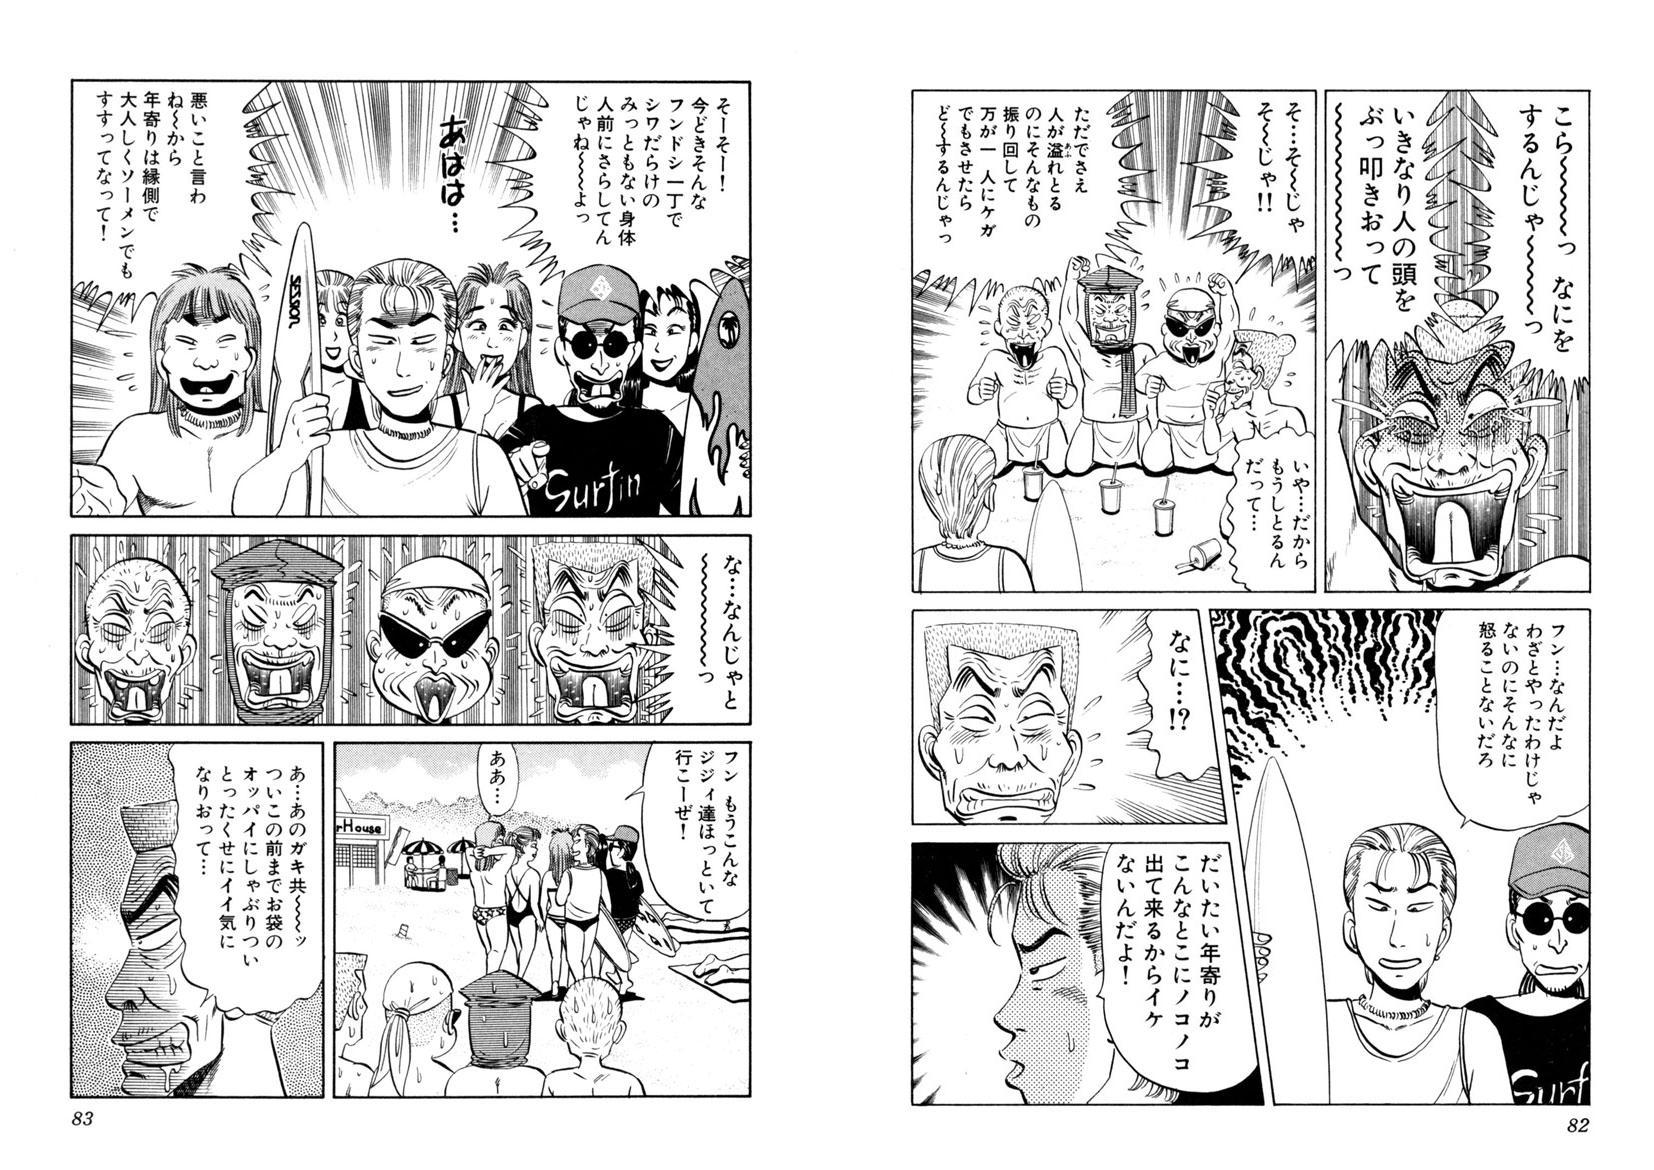 こら〜〜〜っ なにを
するんじゃ〜〜〜っ
いきなり人の頭を
ぶっ叩きおって
〜〜〜〜〜っ
そ…そ〜じゃ
そ〜じゃ!!
ただでさえ
人が溢れとる
あふ
のにそんなもの
振り回して
万が一 人にケガ
でもさせたら
ど〜するんじゃっ
いや…だから
もうしとるん
だって…
フン…なんだよ
わざとやったわけじゃ
ないのにそんなに
怒ることないだろ
Surf
なに…!?
だいたい年寄りが
こんなとこにノコノコ
出て来るからイケ
ないんだよ！
82
そーそー！
今どきそんな
フンドシ一丁で
シワだらけの
みっともない身体
人前にさらしてん
じゃね〜〜〜よっ
あはは…
悪いこと言わ
ね〜から
年寄りは縁側で
大人しくソーメンでも
すすってなって！
Surfin
な…なんじゃと
〜〜〜〜〜っ
フン もうこんな
ジジィ達ほっといて
行こーぜ！
ああ…
rHouse
あ…あのガキ共〜〜〜ッ
ついこの前までお袋の
オッパイにしゃぶりつい
とったくせにイイ気に
なりおって…
83